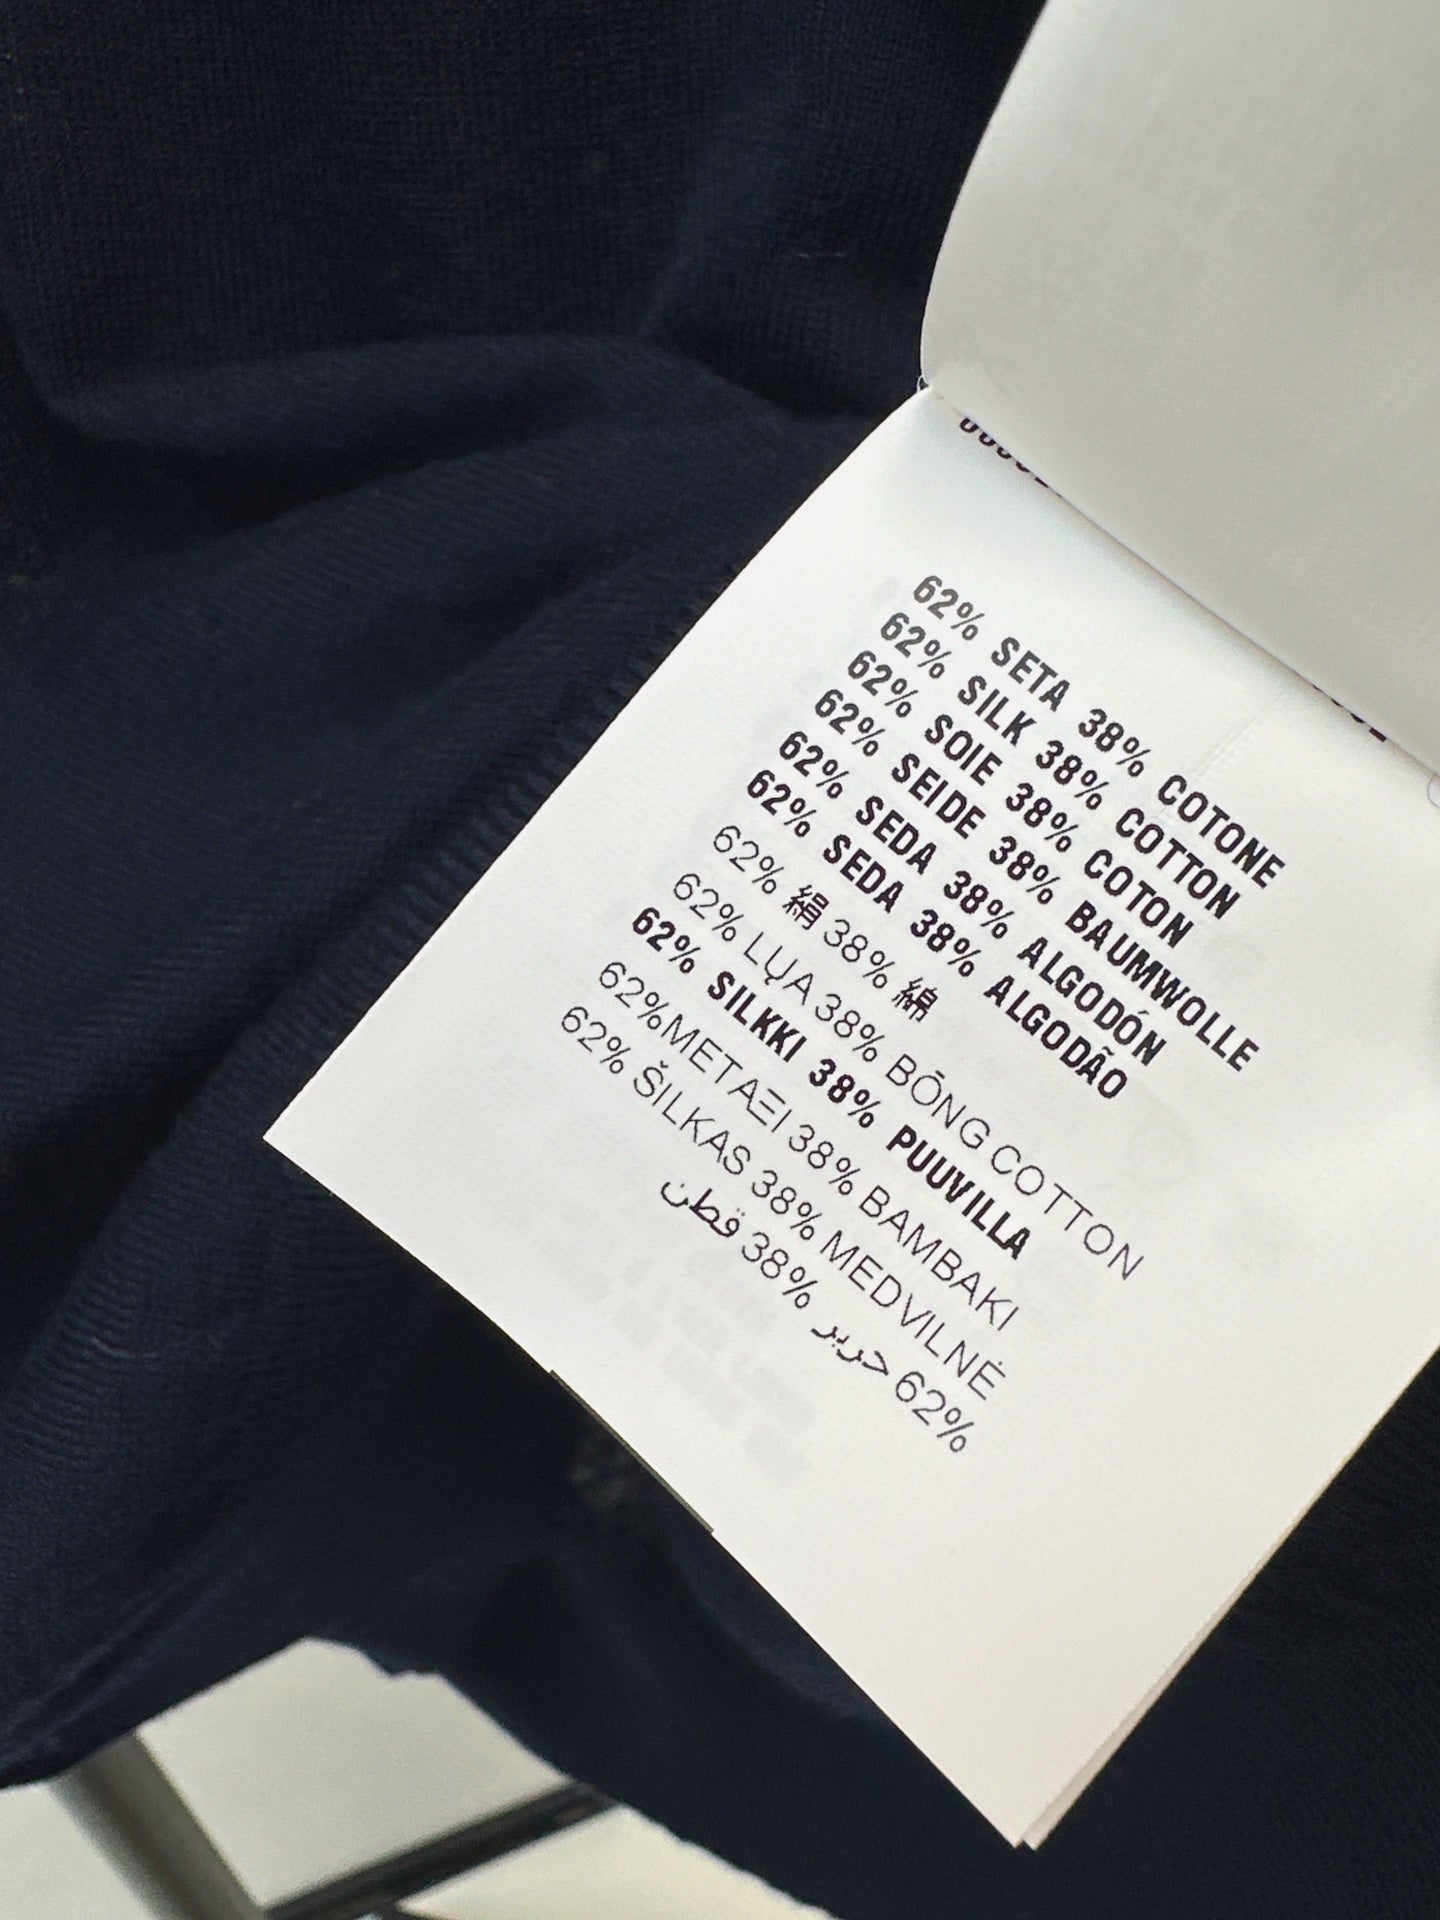 62% SETA 38% COTONE
62% SILK 38% COTTON
62% SOIE 38% COTON
62% SEIDE 38% BAUMWOLLE
62% SEDA 38% ALGODÓN
62% SEDA 38% ALGODÃO
62% 絹 38% 綿
62% LỤA 38% BÔNG COTTON
62% SILKKI 38% PUUVILLA
62%METAΞI 38% BAMBAKI
62% ŠILKAS 38% MEDVILNĖ
62% حرير 38% قطن